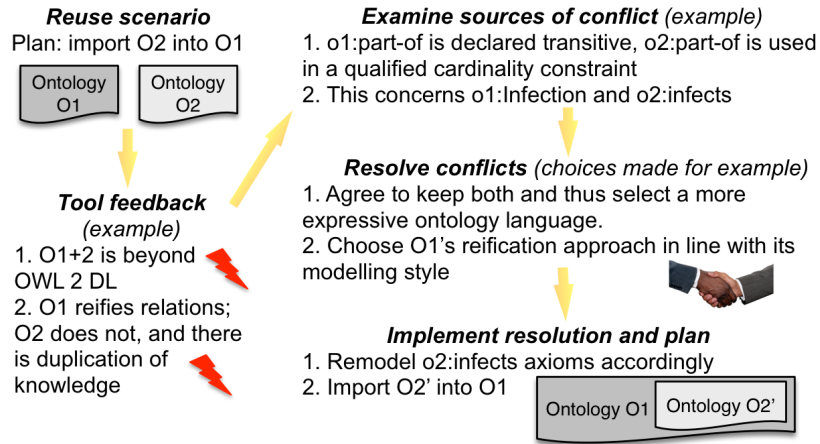 Reuse scenario
Plan: import O2 into O1
Ontology
O1
Ontology
O2
Tool feedback
(example)
1. O1+2 is beyond
OWL 2 DL
2. O1 reifies relations;
O2 does not, and there
is duplication of
knowledge
Examine sources of conflict (example)
1. o1:part-of is declared transitive, o2:part-of is used
in a qualified cardinality constraint
2. This concerns o1:Infection and o2:infects
Resolve conflicts (choices made for example)
1. Agree to keep both and thus select a more
expressive ontology language.
2. Choose O1's reification approach in line with its
modelling style
Implement resolution and plan
1. Remodel o2:infects axioms accordingly
2. Import O2' into O1
Ontology O1
Ontology O2'